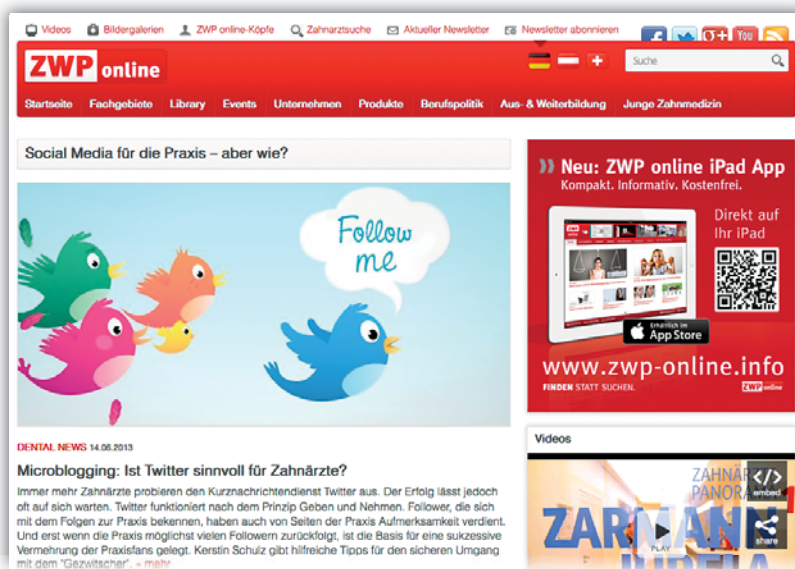 Videos Bildergalerien ZWP online-Köpfe Zahnarztsuche Aktueller Newsletter Newsletter abonnieren
You
ZWP online
Suche
Startseite Fachgebiete Library Events Unternehmen Produkte Berufspolitik Aus- & Weiterbildung Junge Zahnmedizin
Social Media für die Praxis – aber wie?
Follow
me
DENTAL NEWS 14.06.2013
Microblogging: Ist Twitter sinnvoll für Zahnärzte?
Immer mehr Zahnärzte probieren den Kurznachrichtendienst Twitter aus. Der Erfolg lässt jedoch
oft auf sich warten. Twitter funktioniert nach dem Prinzip Geben und Nehmen. Follower, die sich
mit dem Folgen zur Praxis bekennen, haben auch von Seiten der Praxis Aufmerksamkeit verdient.
Und erst wenn die Praxis möglichst vielen Followern zurückfolgt, ist die Basis für eine sukzessive
Vermehrung der Praxisfans gelegt. Kerstin Schulz gibt hilfreiche Tipps für den sicheren Umgang
mit dem "Gezwitscher". » mehr
» Neu: ZWP online iPad App
Kompakt. Informativ. Kostenfrei.
Direkt auf
Ihr iPad
Erhältlich im
App Store
www.zwp-online.info
FINDEN STATT SUCHEN.
ZWP online
Videos
PLAY
embed
share